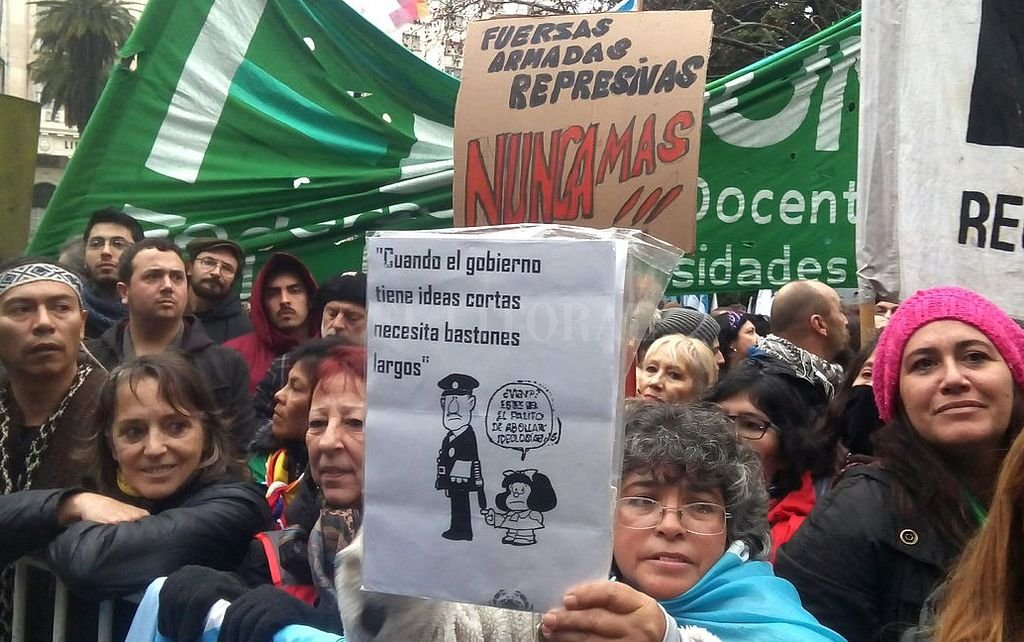 FUERSAS
ARMADAS
REPRESIVAS
NUNCA MAS
!!!
"Cuando el gobierno
tiene ideas cortas
necesita bastones
largos"
¿VEN?
ESTE ES
EL PALITO
DE ABOLLAR
IDEOLOGÍAS
Docent
sidades
RE